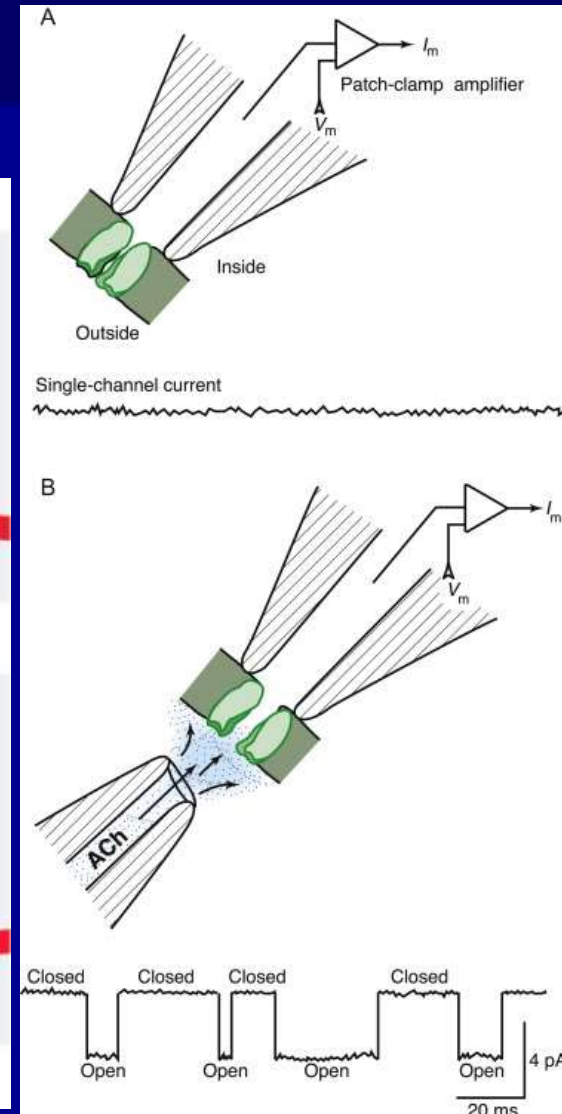 A
Im
Patch-clamp amplifier
Vm
Inside
Outside
Single-channel current
B
Im
Vm
ACh
Closed Closed Closed Closed
Open Open Open Open
4 pA
20 ms